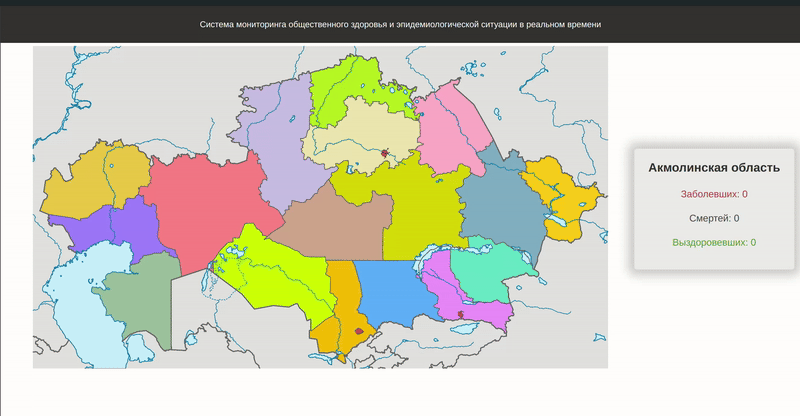 Система мониторинга общественного здоровья и эпидемиологической ситуации в реальном времени
Акмолинская область
Заболевших: 0
Смертей: 0
Выздоровевших: 0